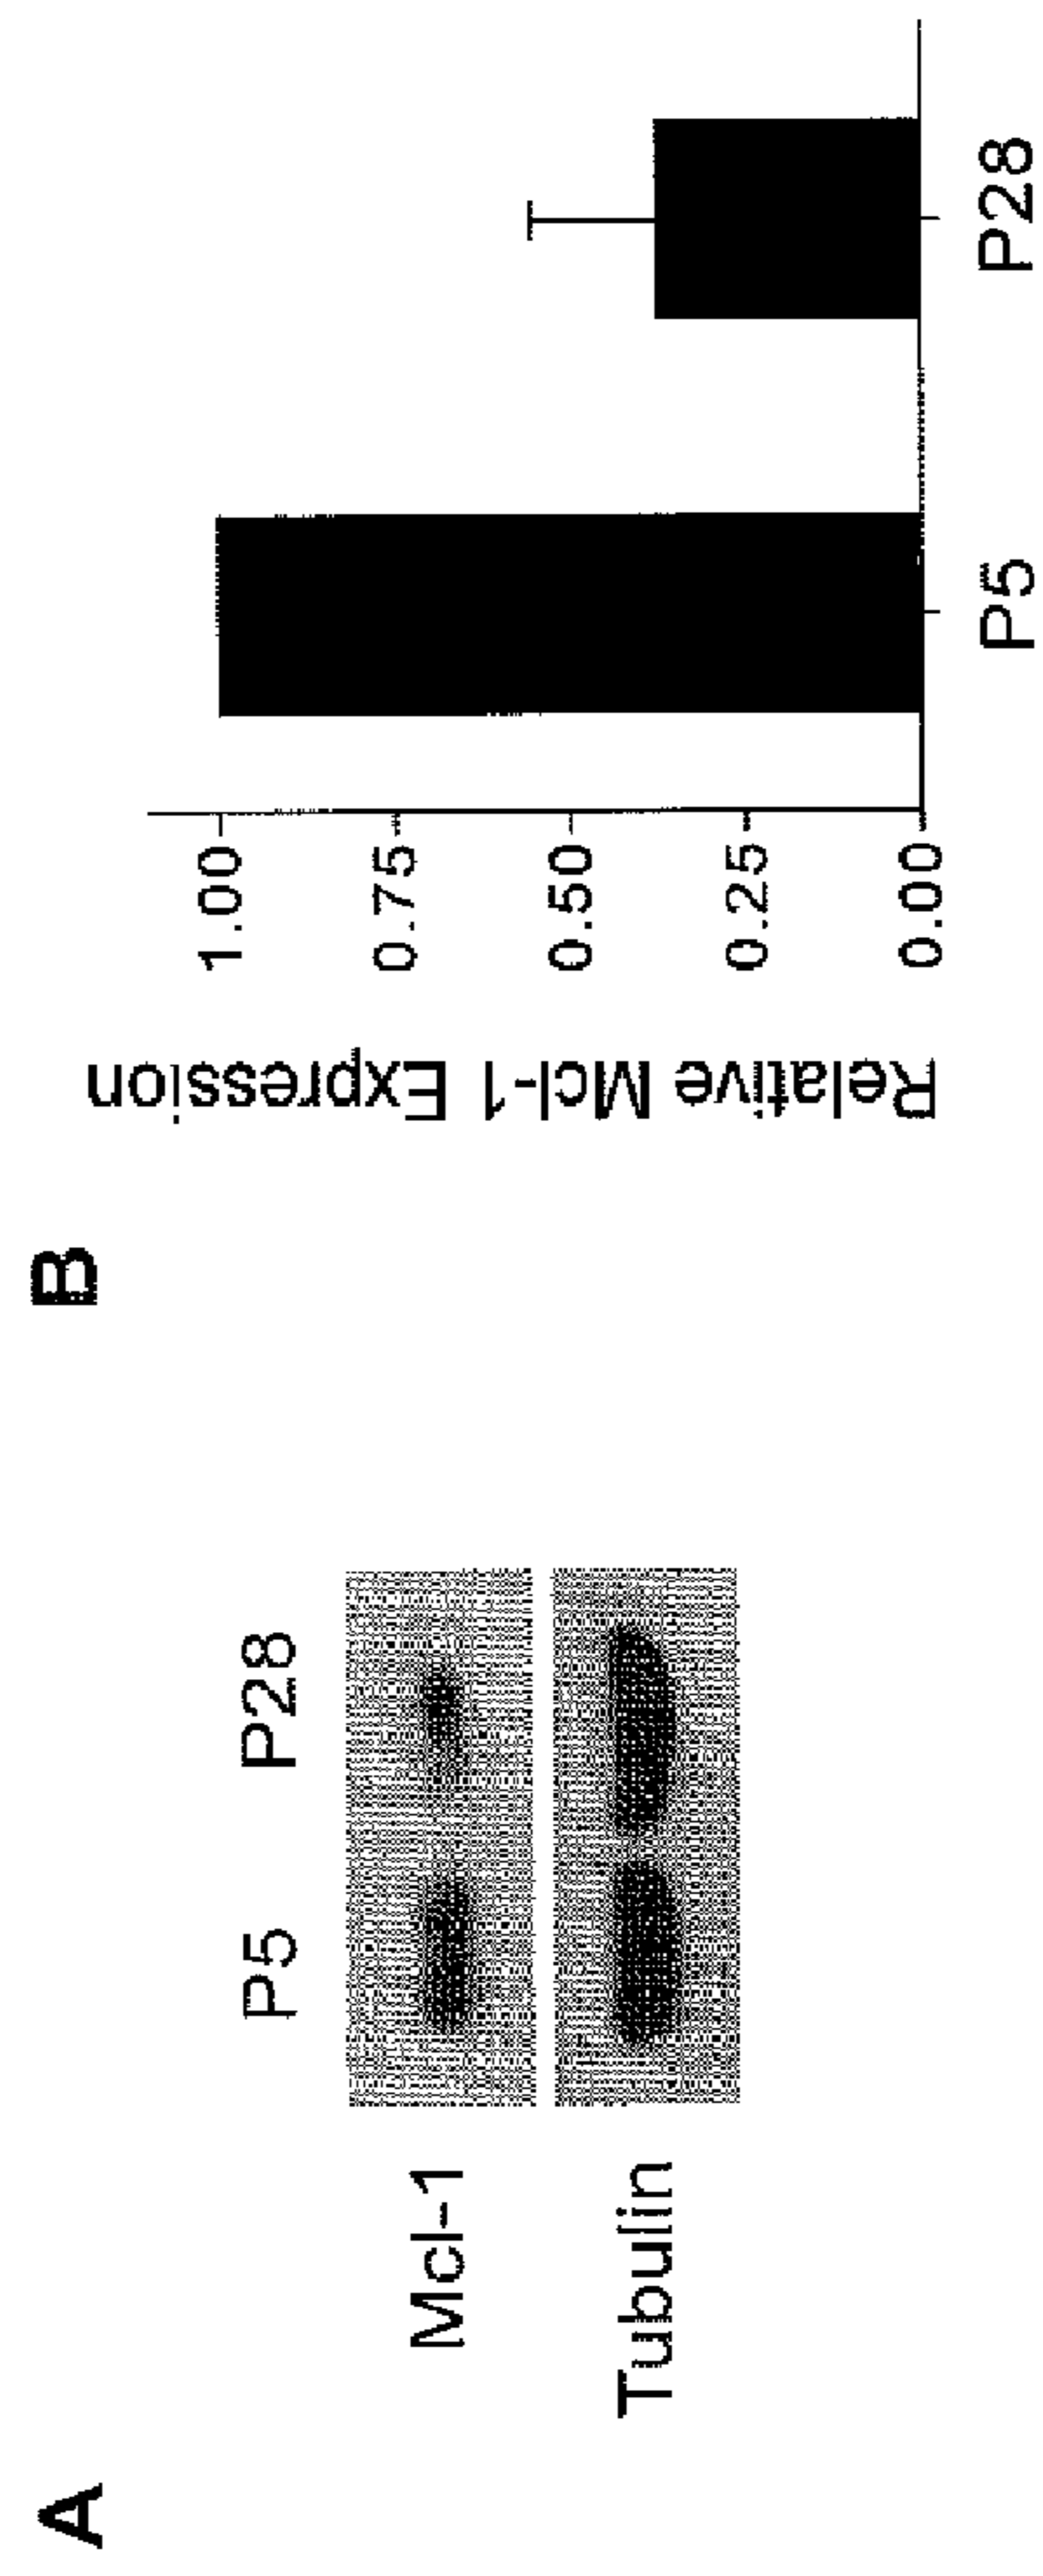 A
P5 P28
Mcl-1
Tubulin
B
Relative Mcl-1 Expression
1.00
0.75
0.50
0.25
0.00
P5 P28